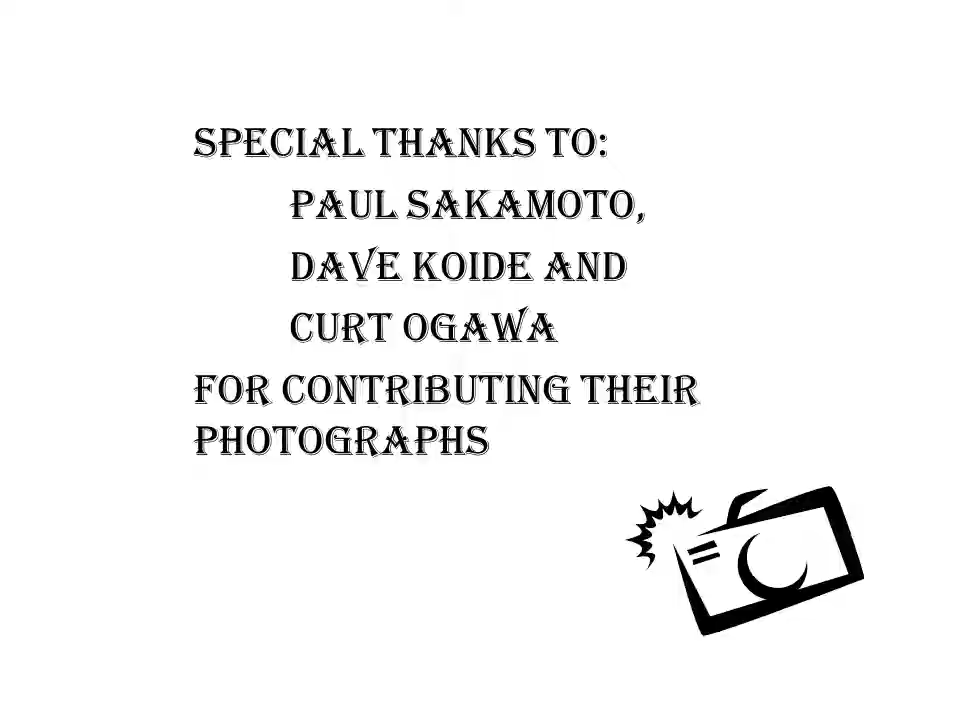 SPECIAL THANKS TO:
PAUL SAKAMOTO,
DAVE KOIDE AND
CURT OGAWA
FOR CONTRIBUTING THEIR
PHOTOGRAPHS